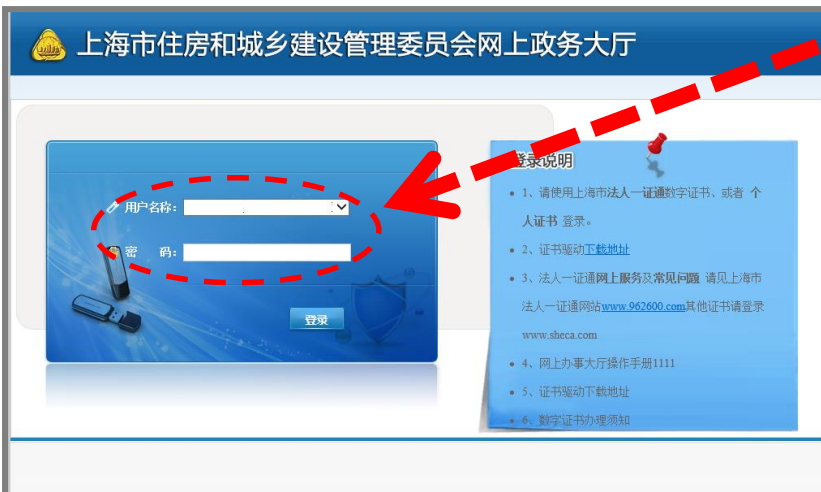 上海市住房和城乡建设管理委员会网上政务大厅
用户名称：
密 码：
登录
登录说明
1、请使用上海市法人一证通数字证书、或者 个
人证书 登录。
2、证书驱动下载地址
3、法人一证通网上服务及常见问题 请见上海市
法人一证通网站www.962600.com其他证书请登录
www.sheca.com
4、网上办事大厅操作手册1111
5、证书驱动下载地址
6、数字证书办理须知